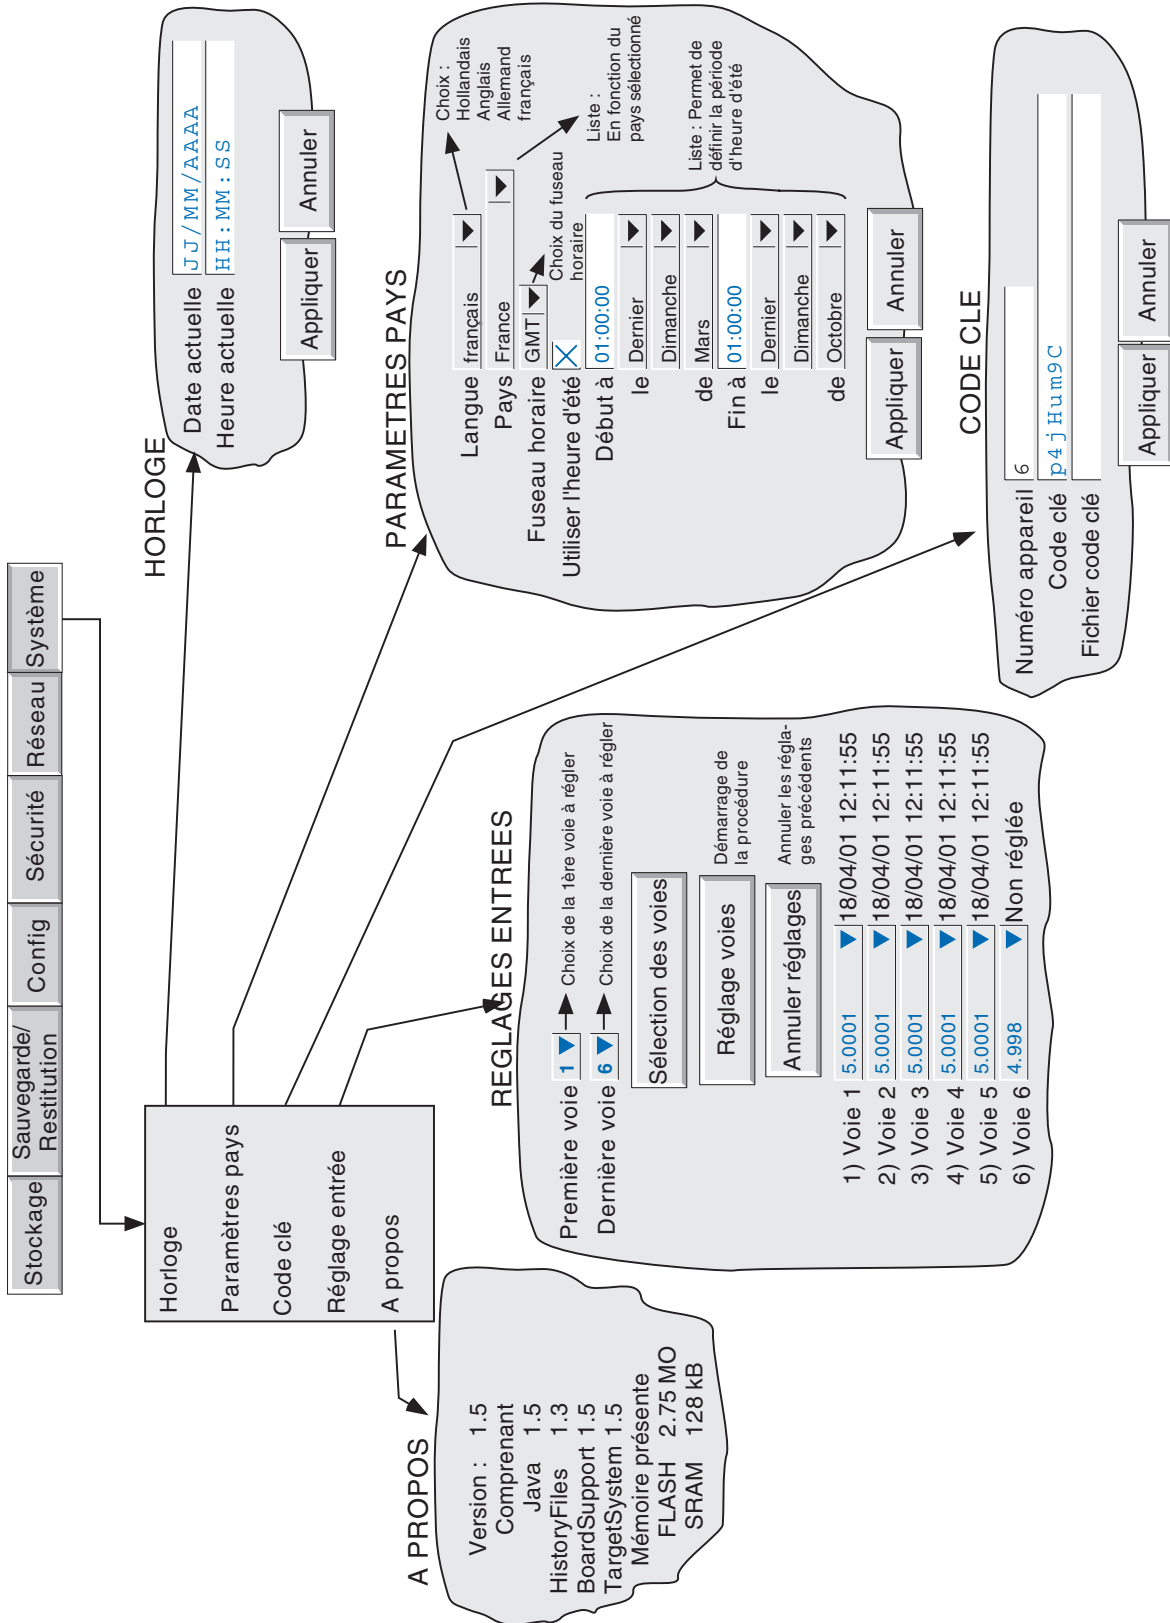 Stockage
Sauvegarde/
Restitution
Config
Sécurité
Réseau
Système
Horloge
Paramètres pays
Code clé
Réglage entrée
A propos
HORLOGE
Date actuelle JJ/MM/AAAA
Heure actuelle HH:MM:SS
Appliquer Annuler
PARAMETRES PAYS
Langue français
Choix :
Hollandais
Anglais
Allemand
français
Pays France
Liste :
En fonction du
pays sélectionné
Fuseau horaire GMT
Choix du fuseau
horaire
Utiliser l'heure d'été
Début à 01:00:00
le Dernier
Dimanche
de Mars
Fin à 01:00:00
le Dernier
Dimanche
de Octobre
Liste : Permet de
définir la période
d'heure d'été
Appliquer Annuler
A PROPOS
Version : 1.5
Comprenant
Java 1.5
HistoryFiles 1.3
BoardSupport 1.5
TargetSystem 1.5
Mémoire présente
FLASH 2.75 MO
SRAM 128 kB
REGLAGES ENTREES
Première voie 1 Choix de la 1ère voie à régler
Dernière voie 6 Choix de la dernière voie à régler
Sélection des voies
Réglage voies
Démarrage de
la procédure
Annuler réglages
Annuler les régla-
ges précédents
1) Voie 1 5.0001 18/04/01 12:11:55
2) Voie 2 5.0001 18/04/01 12:11:55
3) Voie 3 5.0001 18/04/01 12:11:55
4) Voie 4 5.0001 18/04/01 12:11:55
5) Voie 5 5.0001 18/04/01 12:11:55
6) Voie 6 4.998 Non réglée
CODE CLE
Numéro appareil 6
Code clé p4jHum9C
Fichier code clé
Appliquer Annuler